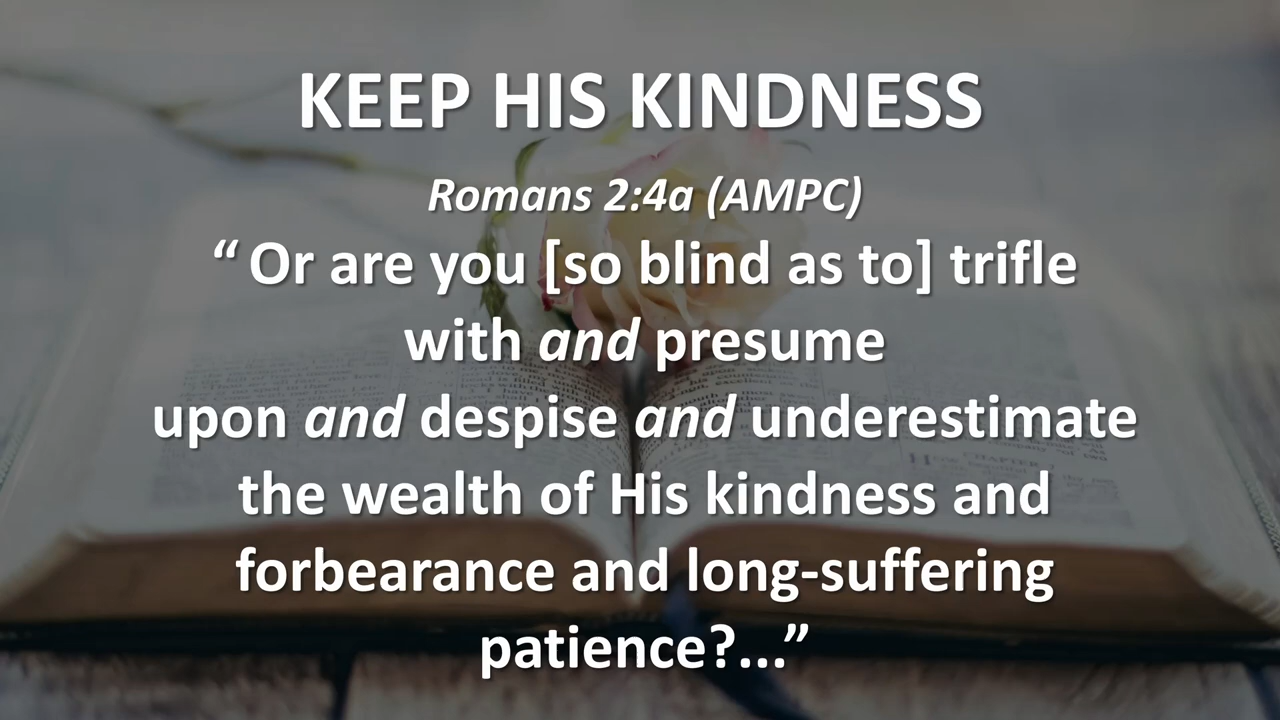 KEEP HIS KINDNESS
Romans 2:4a (AMPC)
“ Or are you [so blind as to] trifle
with and presume
upon and despise and underestimate
the wealth of His kindness and
forbearance and long-suffering
patience?...”